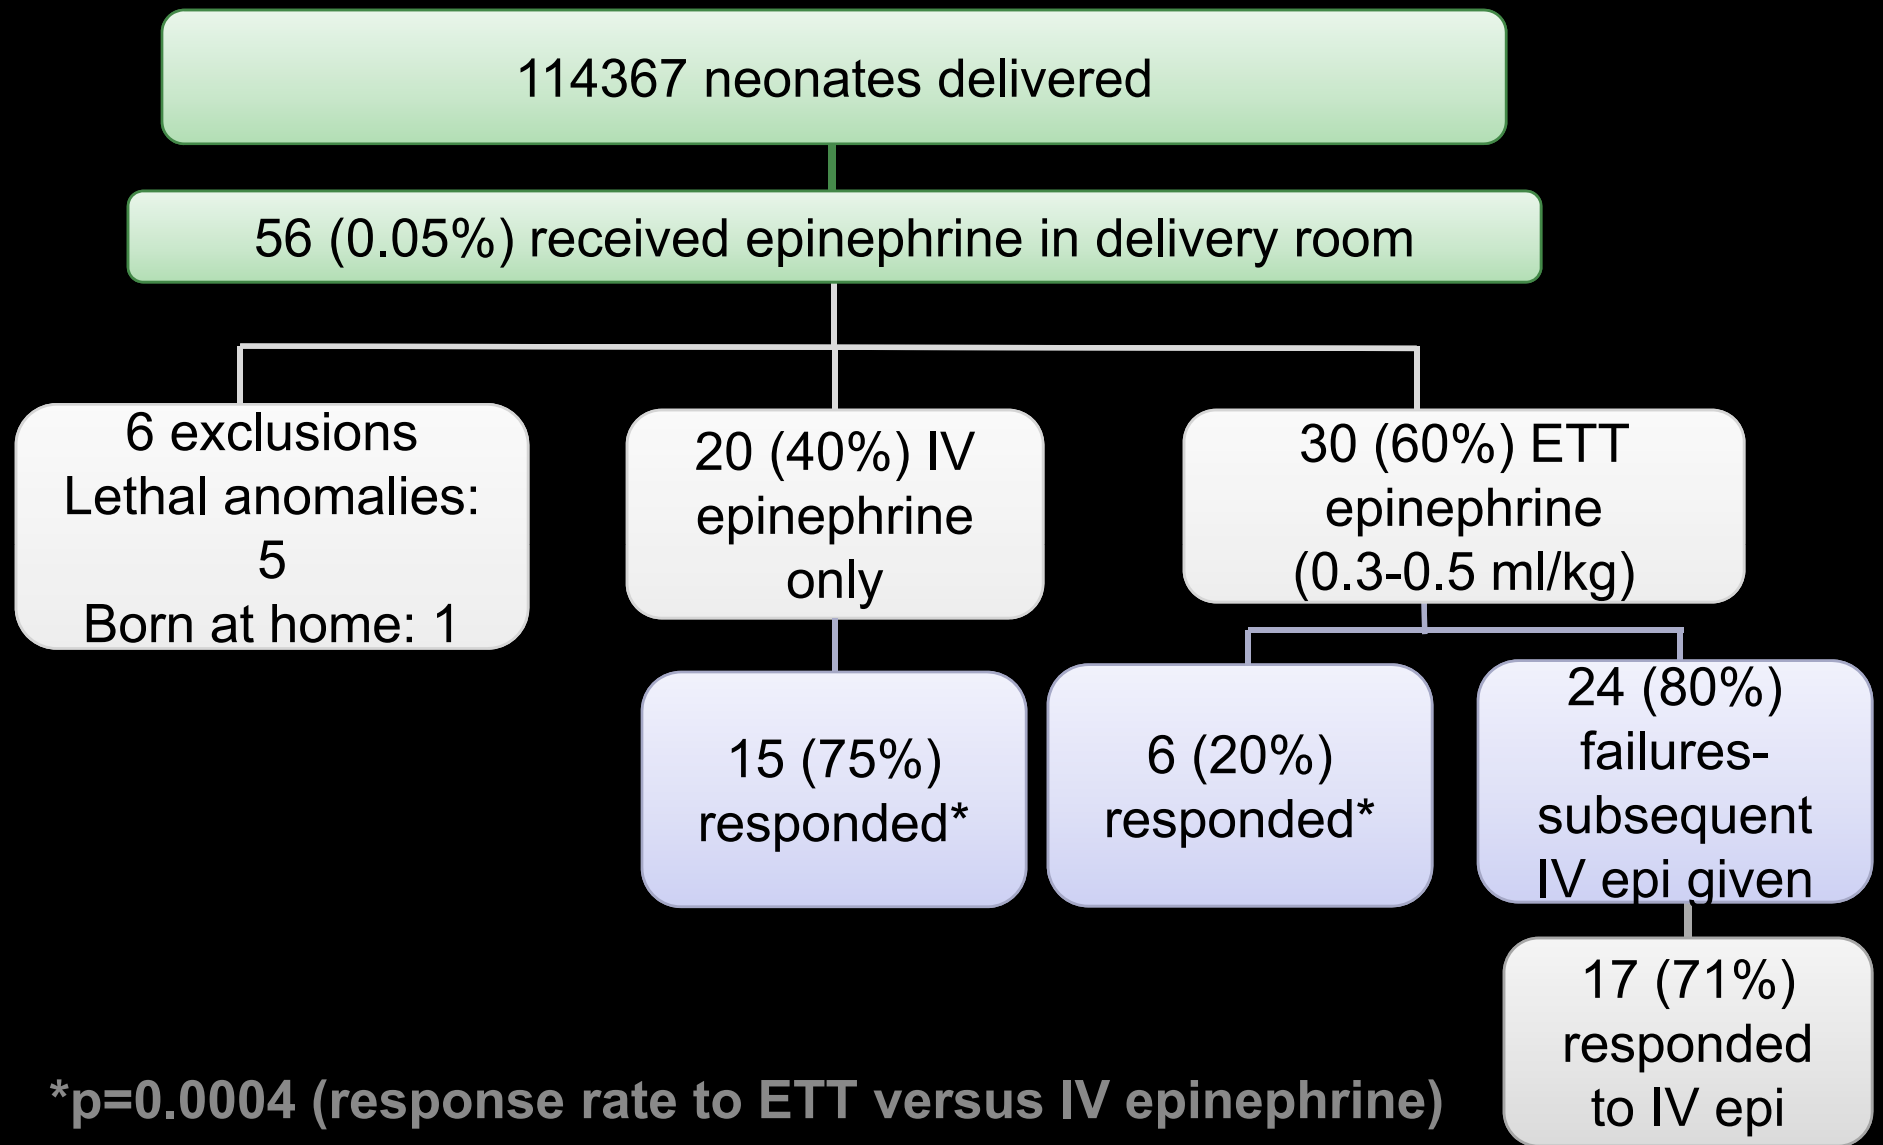 114367 neonates delivered
56 (0.05%) received epinephrine in delivery room
6 exclusions
Lethal anomalies:
5
Born at home: 1
20 (40%) IV
epinephrine
only
30 (60%) ETT
epinephrine
(0.3-0.5 ml/kg)
15 (75%)
responded*
6 (20%)
responded*
24 (80%)
failures-
subsequent
IV epi given
17 (71%)
responded
to IV epi
*p=0.0004 (response rate to ETT versus IV epinephrine)